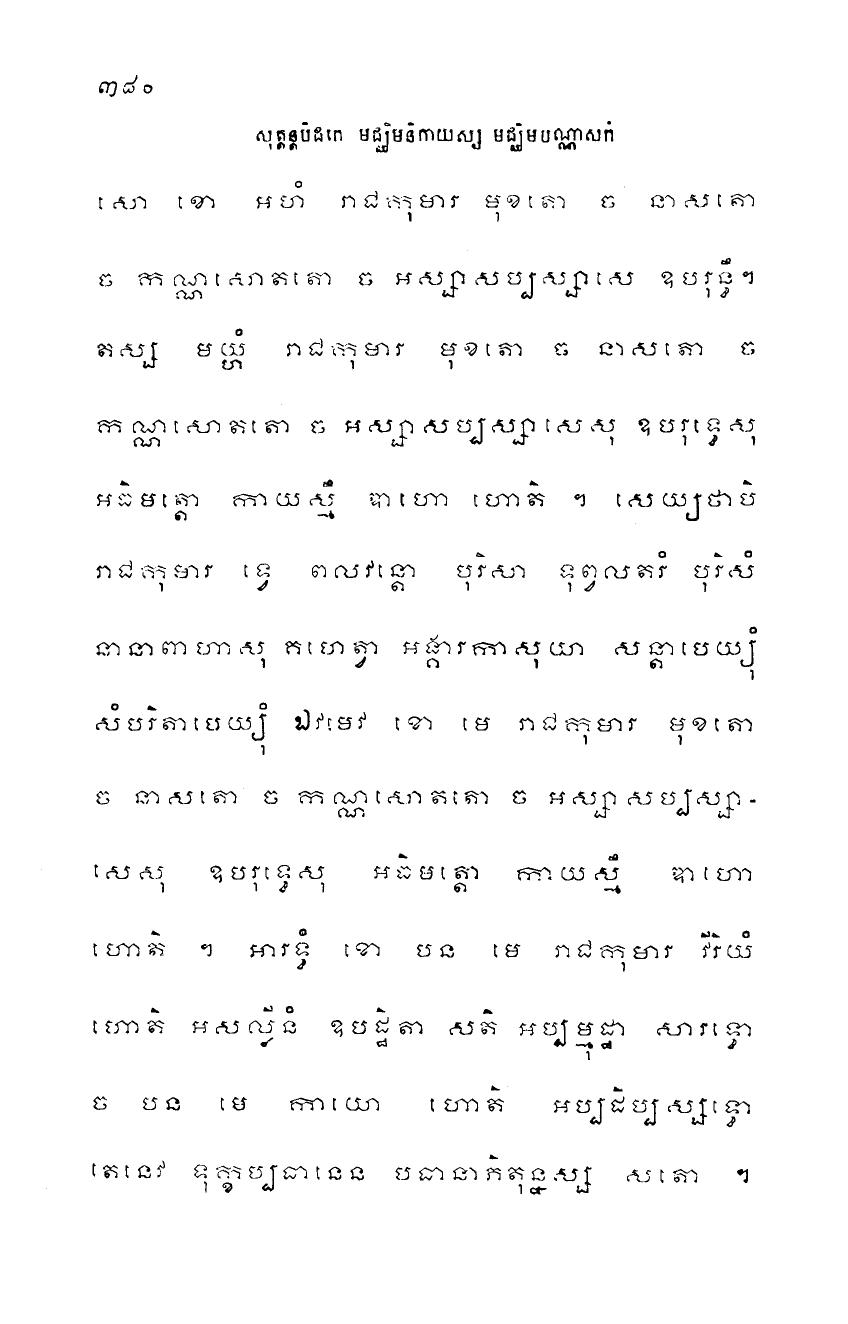 ៣៨០
សុត្តន្តបិដកេ មជ្ឈិមនិកាយស្ស មជ្ឈិមបណ្ណាសកំ
សោ ខោ អហំ រាជកុមារ មុខតោ ច នាសតោ
ច កណ្ណសោតតោ ច អស្សាសប្បស្សាសេ ឧបរុន្ធឹ។
តស្ស មយ្ហំ រាជកុមារ មុខតោ ច នាសតោ ច
កណ្ណសោតតោ ច អស្សាសប្បស្សាសេសុ ឧបរុទ្ធេសុ
អធិមត្តោ កាយស្មឹ ឌាហោ ហោតិ ។ សេយ្យថាបិ
រាជកុមារ ទ្វេ ពលវន្តោ បុរិសា ទុព្វលតរំ បុរិសំ
នានាពាហាសុ គហេត្វា អង្គារកាសុយា សន្តាបេយ្យុំ
សំបរិតាបេយ្យុំ ឯវមេវ ខោ មេ រាជកុមារ មុខតោ
ច នាសតោ ច កណ្ណសោតតោ ច អស្សាសប្បស្សា-
សេសុ ឧបរុទ្ធេសុ អធិមត្តោ កាយស្មឹ ឌាហោ
ហោតិ ។ អារទ្ធំ ខោ បន មេ រាជកុមារ វីរិយំ
ហោតិ អសល្លីនំ ឧបដ្ឋិតា សតិ អប្បម្មុដ្ឋា សារទ្ធោ
ច បន មេ កាយោ ហោតិ អប្បដិប្បស្សទ្ធោ
តេនេវ ទុក្ខប្បធានេន បធានាភិតុន្នស្ស សតោ ។